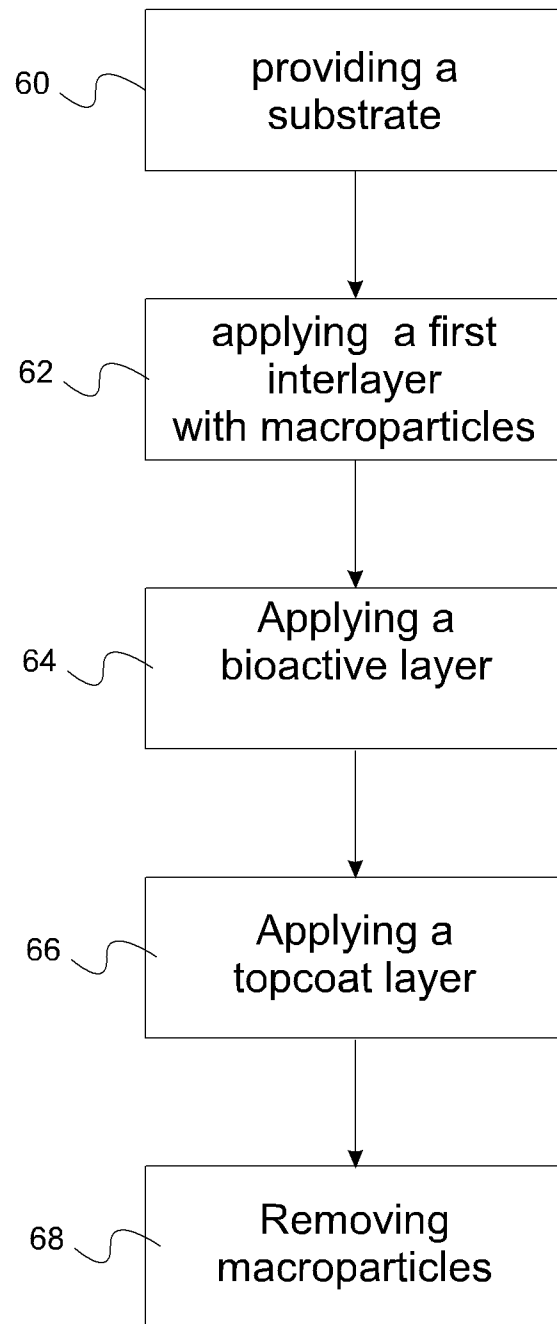 60
providing a
substrate
62
applying a first
interlayer
with macroparticles
64
Applying a
bioactive layer
66
Applying a
topcoat layer
68
Removing
macroparticles